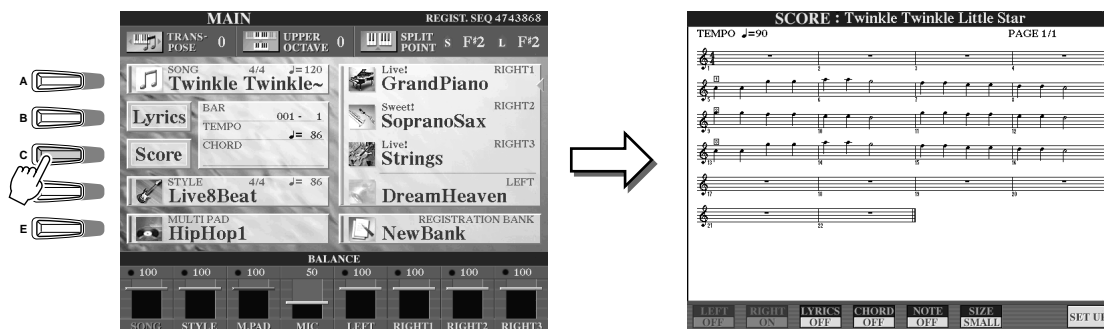 MAIN
REGIST. SEQ 4743868
TRANS-
POSE 0
UPPER
OCTAVE 0
SPLIT
POINT S F#2 L F#2
A
B
C
E
SONG 4/4 ♩=120
Twinkle Twinkle~
Lyrics
BAR 001 - 1
TEMPO ♩= 86
CHORD
Score
STYLE 4/4 ♩= 86
Live8Beat
MULTI PAD
HipHop1
Live! RIGHT1
GrandPiano
Sweet! RIGHT2
SopranoSax
Live! RIGHT3
Strings
LEFT
DreamHeaven
REGISTRATION BANK
NewBank
BALANCE
100 100 100 50 100 100 100 100
SONG STYLE M.PAD MIC LEFT RIGHT1 RIGHT2 RIGHT3
SCORE : Twinkle Twinkle Little Star
TEMPO ♩=90 PAGE 1/1
LEFT RIGHT LYRICS CHORD NOTE SIZE
OFF ON OFF OFF OFF SMALL
SET UP